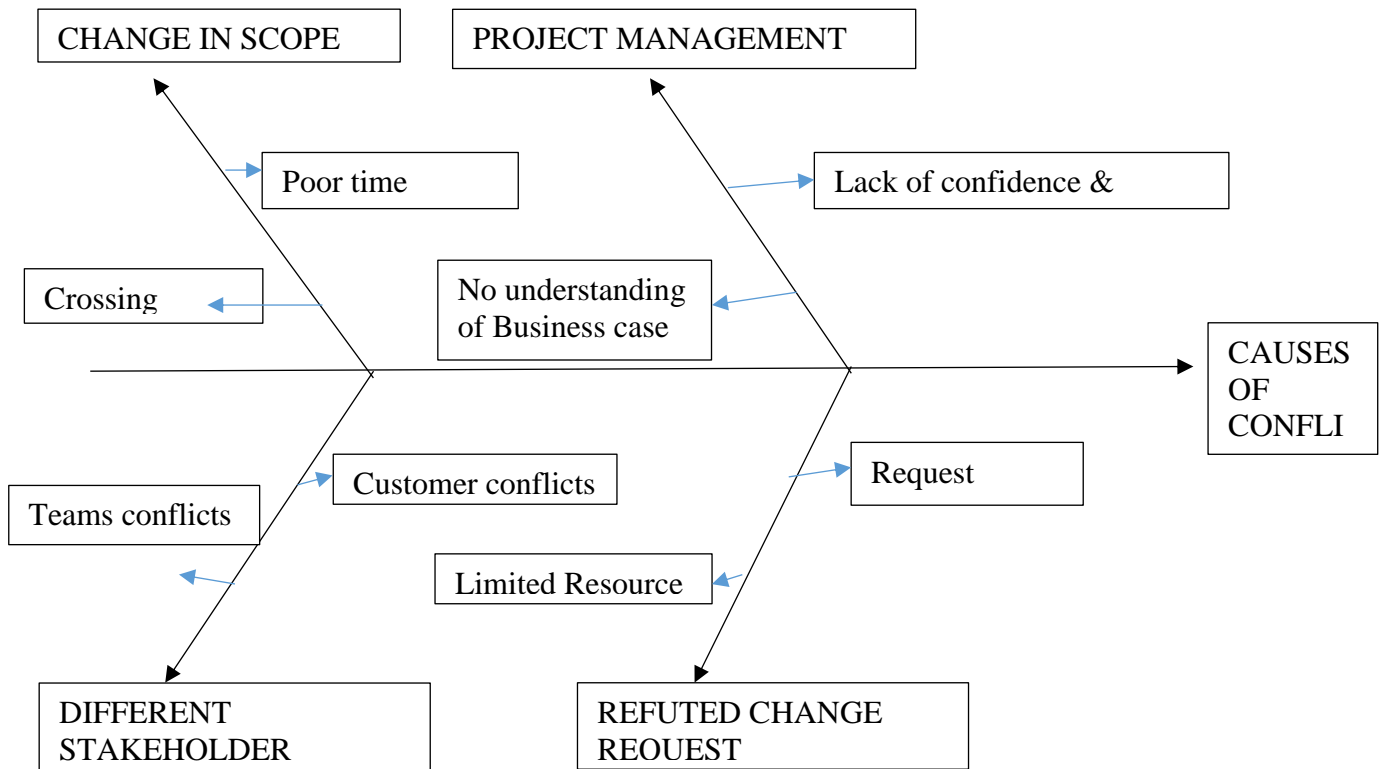 CHANGE IN SCOPE
PROJECT MANAGEMENT
Poor time
Lack of confidence &
Crossing
No understanding
of Business case
CAUSES
OF
CONFLI
Customer conflicts
Request
Teams conflicts
Limited Resource
DIFFERENT
STAKEHOLDER
REFUTED CHANGE
REQUEST